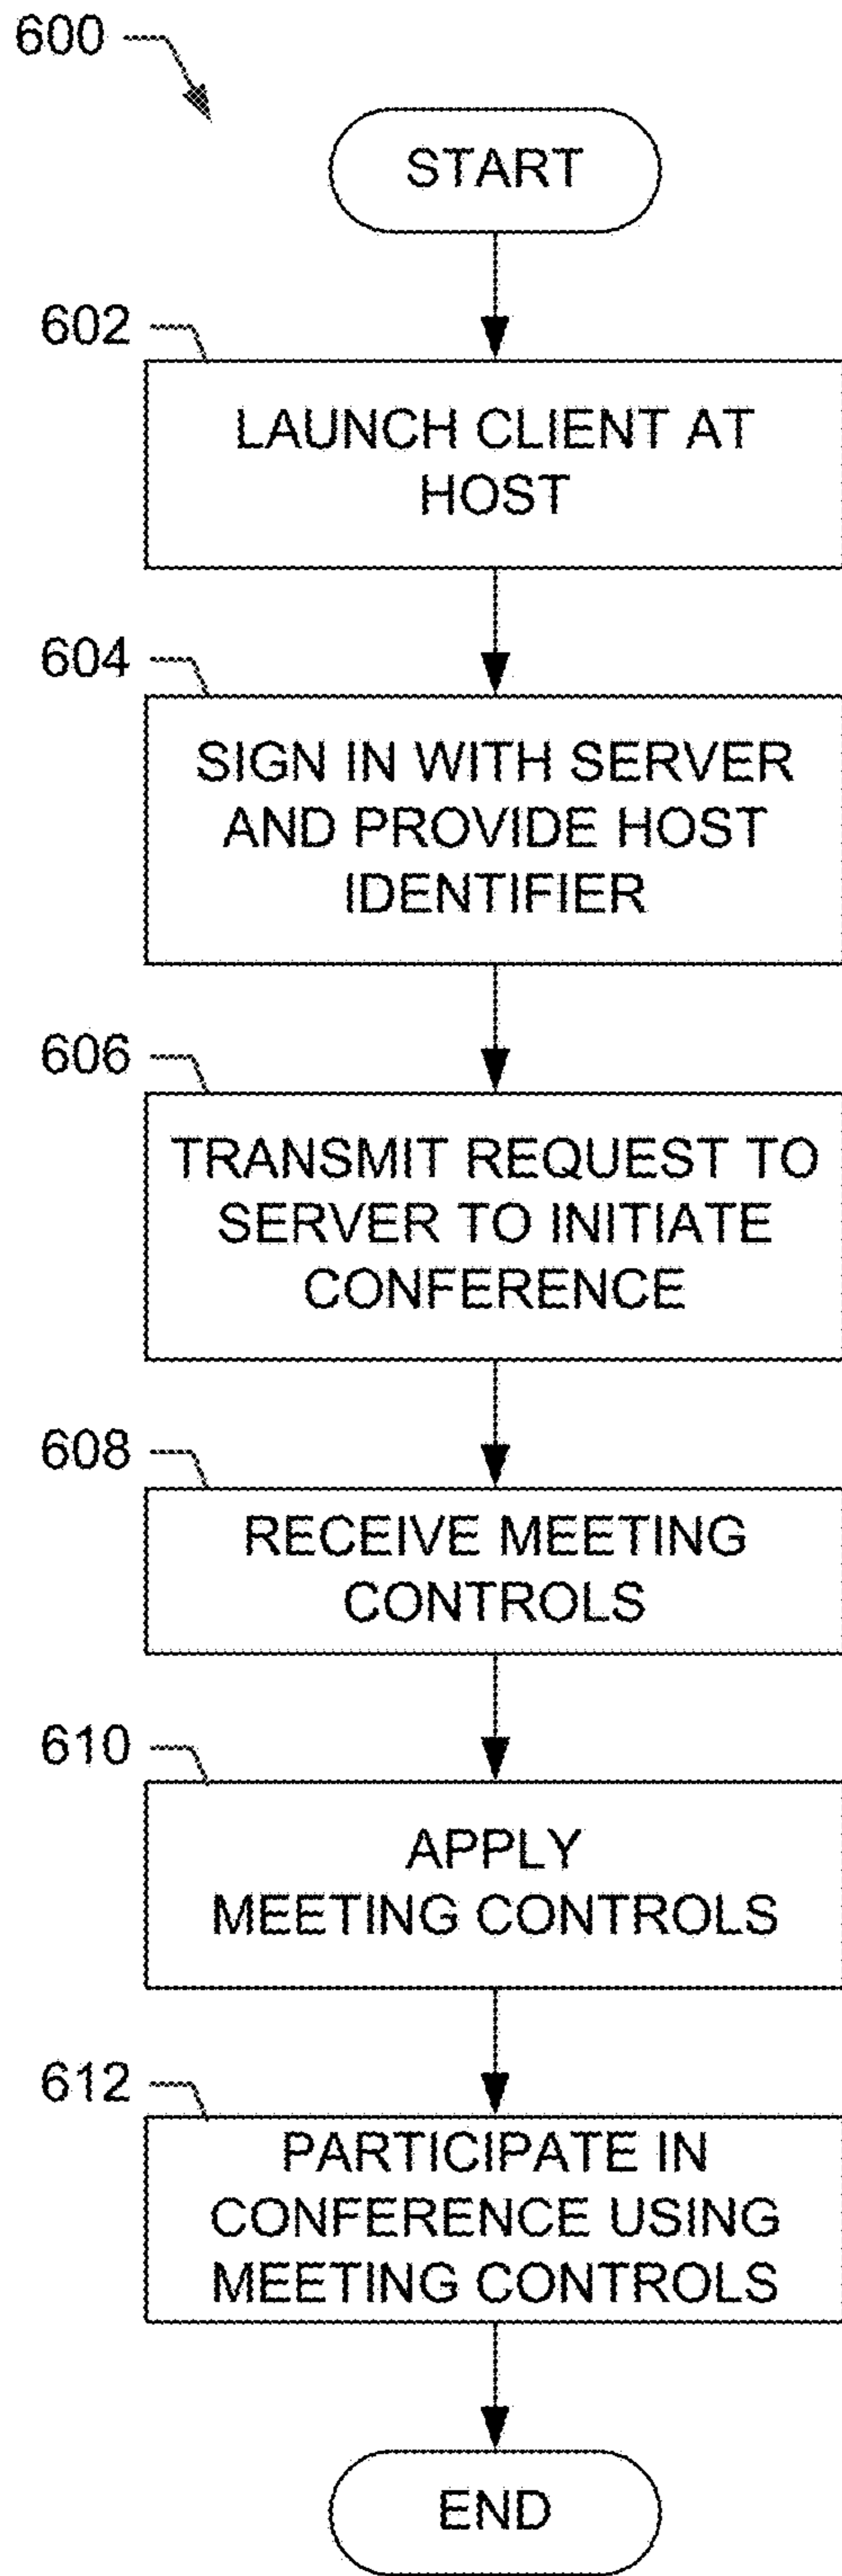 600
START
602
LAUNCH CLIENT AT
HOST
604
SIGN IN WITH SERVER
AND PROVIDE HOST
IDENTIFIER
606
TRANSMIT REQUEST TO
SERVER TO INITIATE
CONFERENCE
608
RECEIVE MEETING
CONTROLS
610
APPLY
MEETING CONTROLS
612
PARTICIPATE IN
CONFERENCE USING
MEETING CONTROLS
END